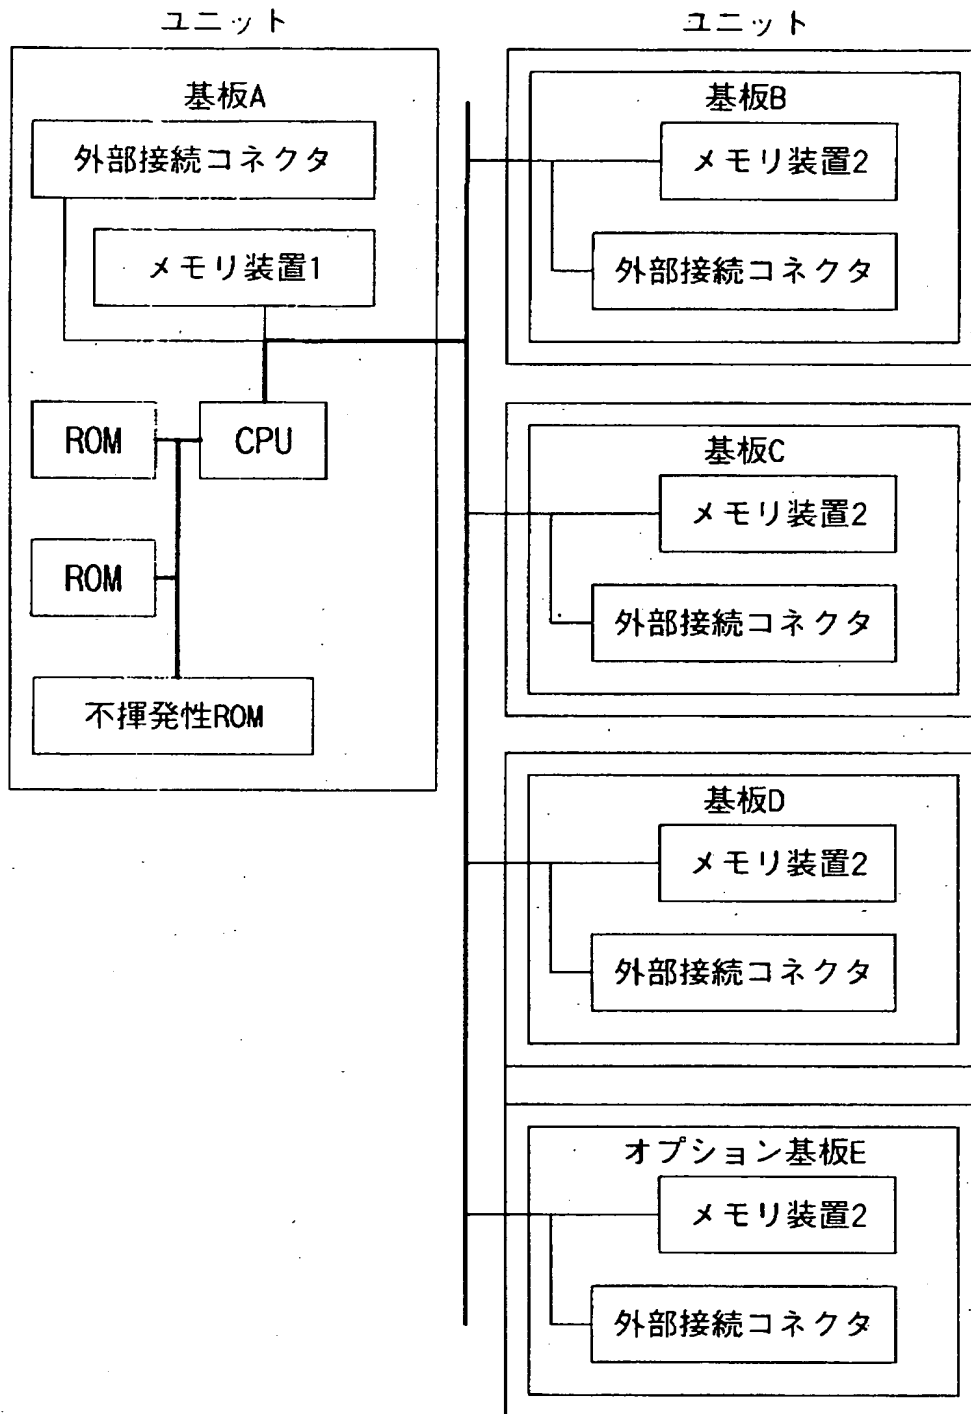 ユニット
基板A
外部接続コネクタ
メモリ装置1
ROM
CPU
ROM
不揮発性ROM
ユニット
基板B
メモリ装置2
外部接続コネクタ
基板C
メモリ装置2
外部接続コネクタ
基板D
メモリ装置2
外部接続コネクタ
オプション基板E
メモリ装置2
外部接続コネクタ